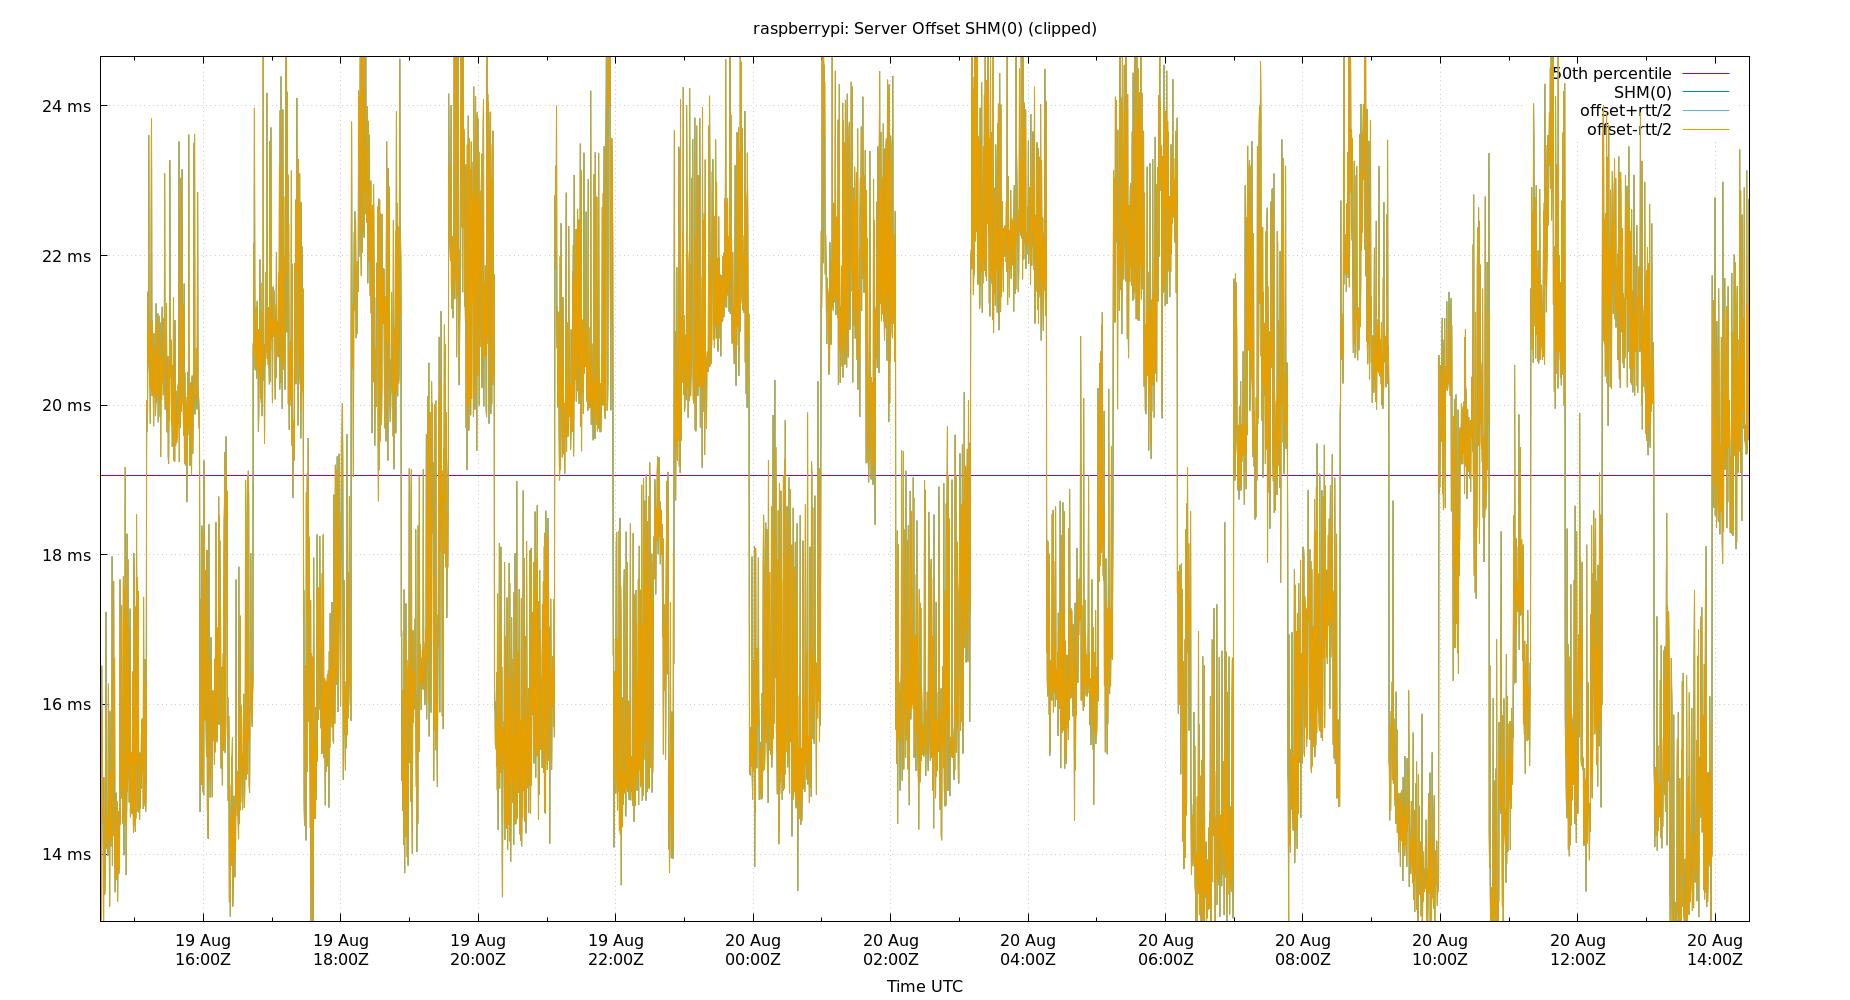 raspberrypi: Server Offset SHM(0) (clipped)
50th percentile
SHM(0)
offset+rtt/2
offset-rtt/2
24 ms
22 ms
20 ms
18 ms
16 ms
14 ms
19 Aug 19 Aug 19 Aug 19 Aug 20 Aug 20 Aug 20 Aug 20 Aug 20 Aug 20 Aug 20 Aug 20 Aug
16:00Z 18:00Z 20:00Z 22:00Z 00:00Z 02:00Z 04:00Z 06:00Z 08:00Z 10:00Z 12:00Z 14:00Z
Time UTC